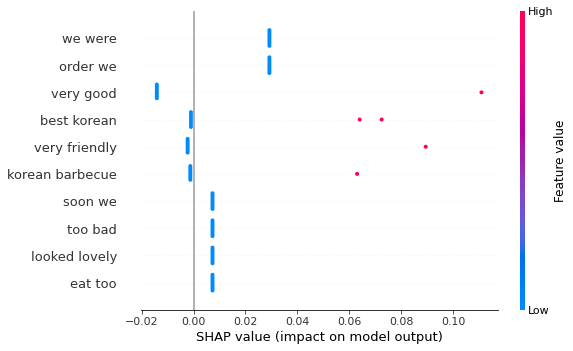 High
we were
order we
very good
best korean
very friendly
korean barbecue
soon we
too bad
looked lovely
eat too
Feature value
Low
−0.02 0.00 0.02 0.04 0.06 0.08 0.10
SHAP value (impact on model output)